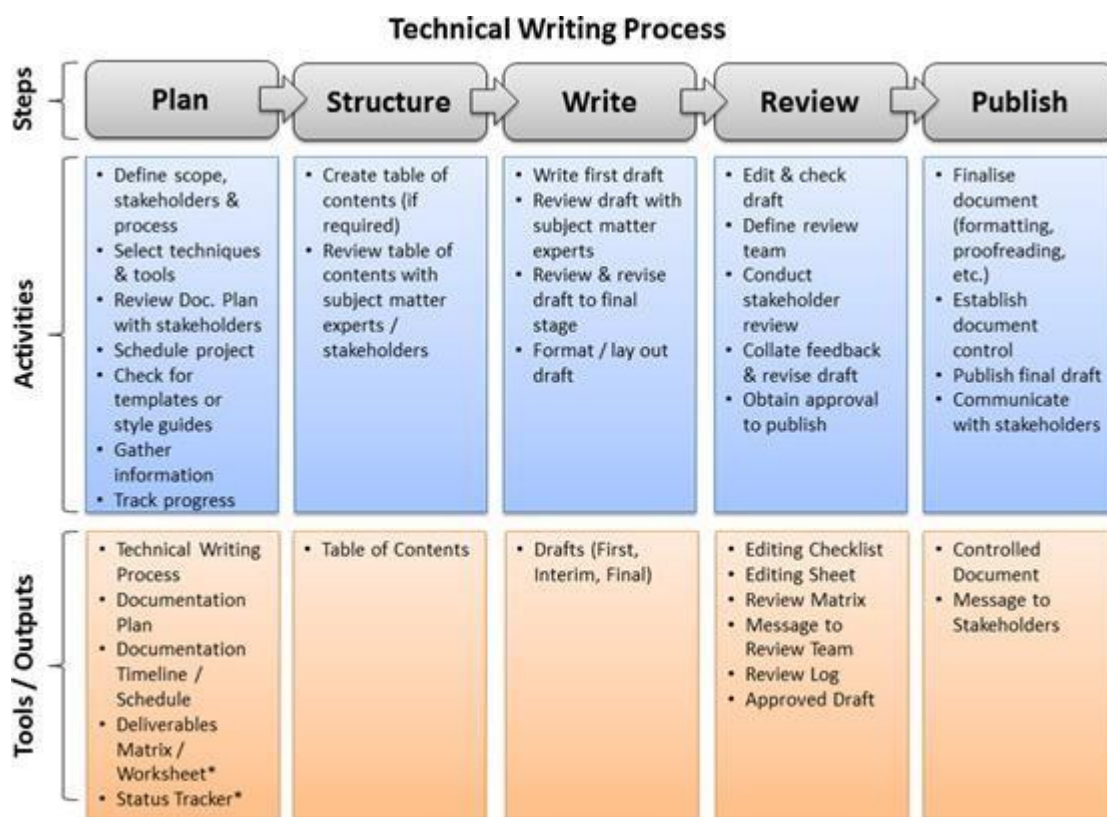 Technical Writing Process
Steps
Plan
Structure
Write
Review
Publish
Activities
• Define scope,
stakeholders &
process
• Select techniques
& tools
• Review Doc. Plan
with stakeholders
• Schedule project
• Check for
templates or
style guides
• Gather
information
• Track progress
• Create table of
contents (if
required)
• Review table of
contents with
subject matter
experts /
stakeholders
• Write first draft
• Review draft with
subject matter
experts
• Review & revise
draft to final
stage
• Format / lay out
draft
• Edit & check
draft
• Define review
team
• Conduct
stakeholder
review
• Collate feedback
& revise draft
• Obtain approval
to publish
• Finalise
document
(formatting,
proofreading,
etc.)
• Establish
document
control
• Publish final draft
• Communicate
with stakeholders
Tools / Outputs
• Technical Writing
Process
• Documentation
Plan
• Documentation
Timeline /
Schedule
• Deliverables
Matrix /
Worksheet*
• Status Tracker*
• Table of Contents
• Drafts (First,
Interim, Final)
• Editing Checklist
• Editing Sheet
• Review Matrix
• Message to
Review Team
• Review Log
• Approved Draft
• Controlled
Document
• Message to
Stakeholders